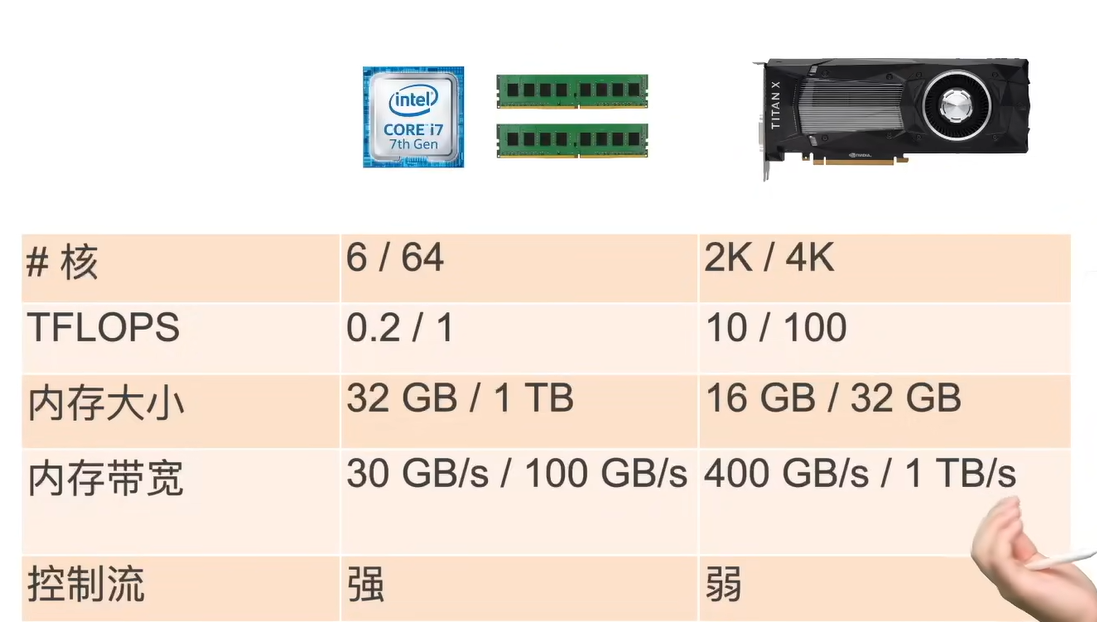 intel
CORE i7
7th Gen
TITAN X
NVIDIA
# 核 6 / 64 2K / 4K
TFLOPS 0.2 / 1 10 / 100
内存大小 32 GB / 1 TB 16 GB / 32 GB
内存带宽 30 GB/s / 100 GB/s 400 GB/s / 1 TB/s
控制流 强 弱